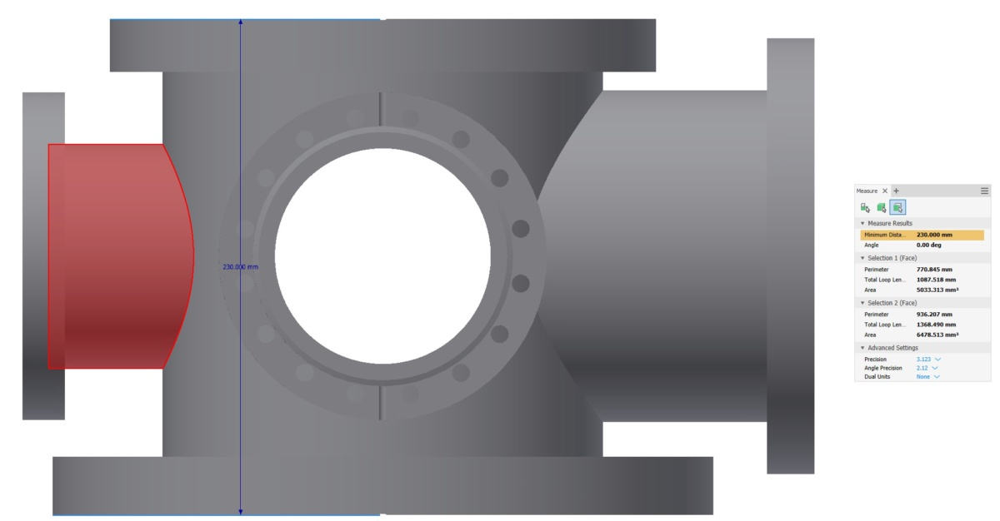 230.000 mm
Measure
Measure Results
Minimum Dista... 230.000 mm
Angle 0.00 deg
Selection 1 (Face)
Perimeter 770.845 mm
Total Loop Len... 1087.518 mm
Area 5033.313 mm²
Selection 2 (Face)
Perimeter 936.207 mm
Total Loop Len... 1368.490 mm
Area 6478.513 mm²
Advanced Settings
Precision 3.123
Angle Precision 2.12
Dual Units None